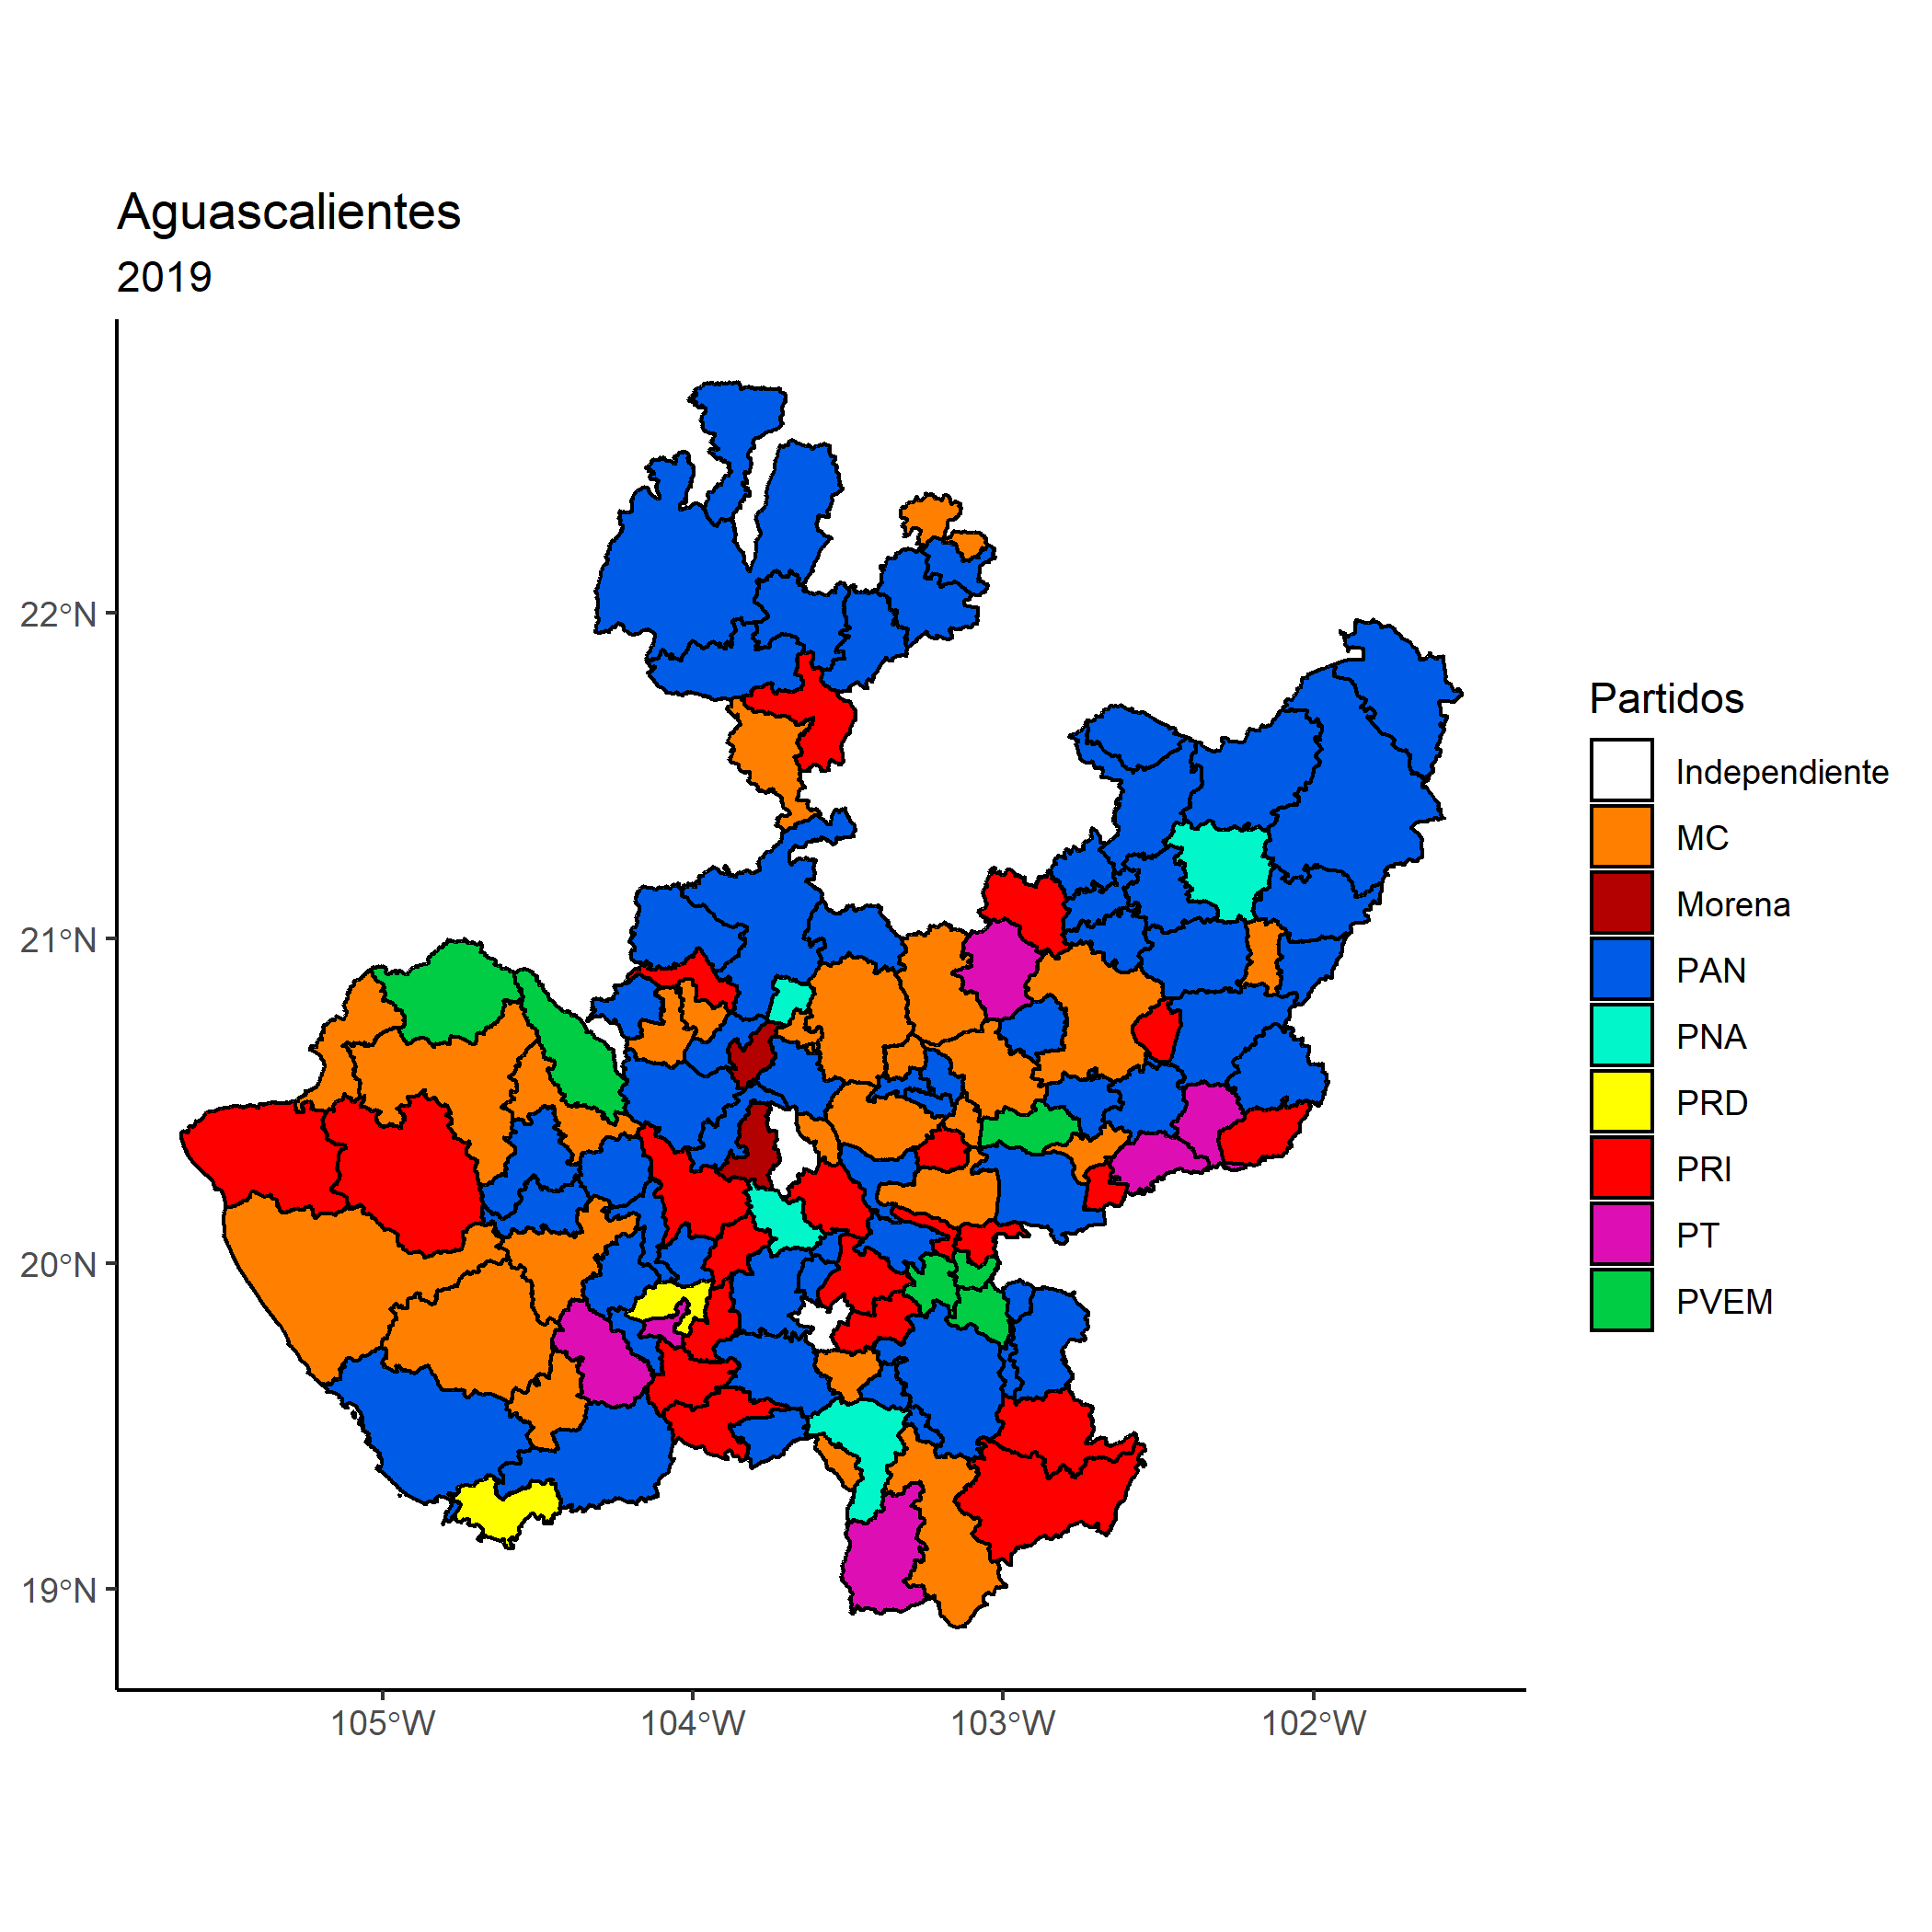 Aguascalientes
2019
22°N
21°N
20°N
19°N
105°W
104°W
103°W
102°W
Partidos
Independiente
MC
Morena
PAN
PNA
PRD
PRI
PT
PVEM